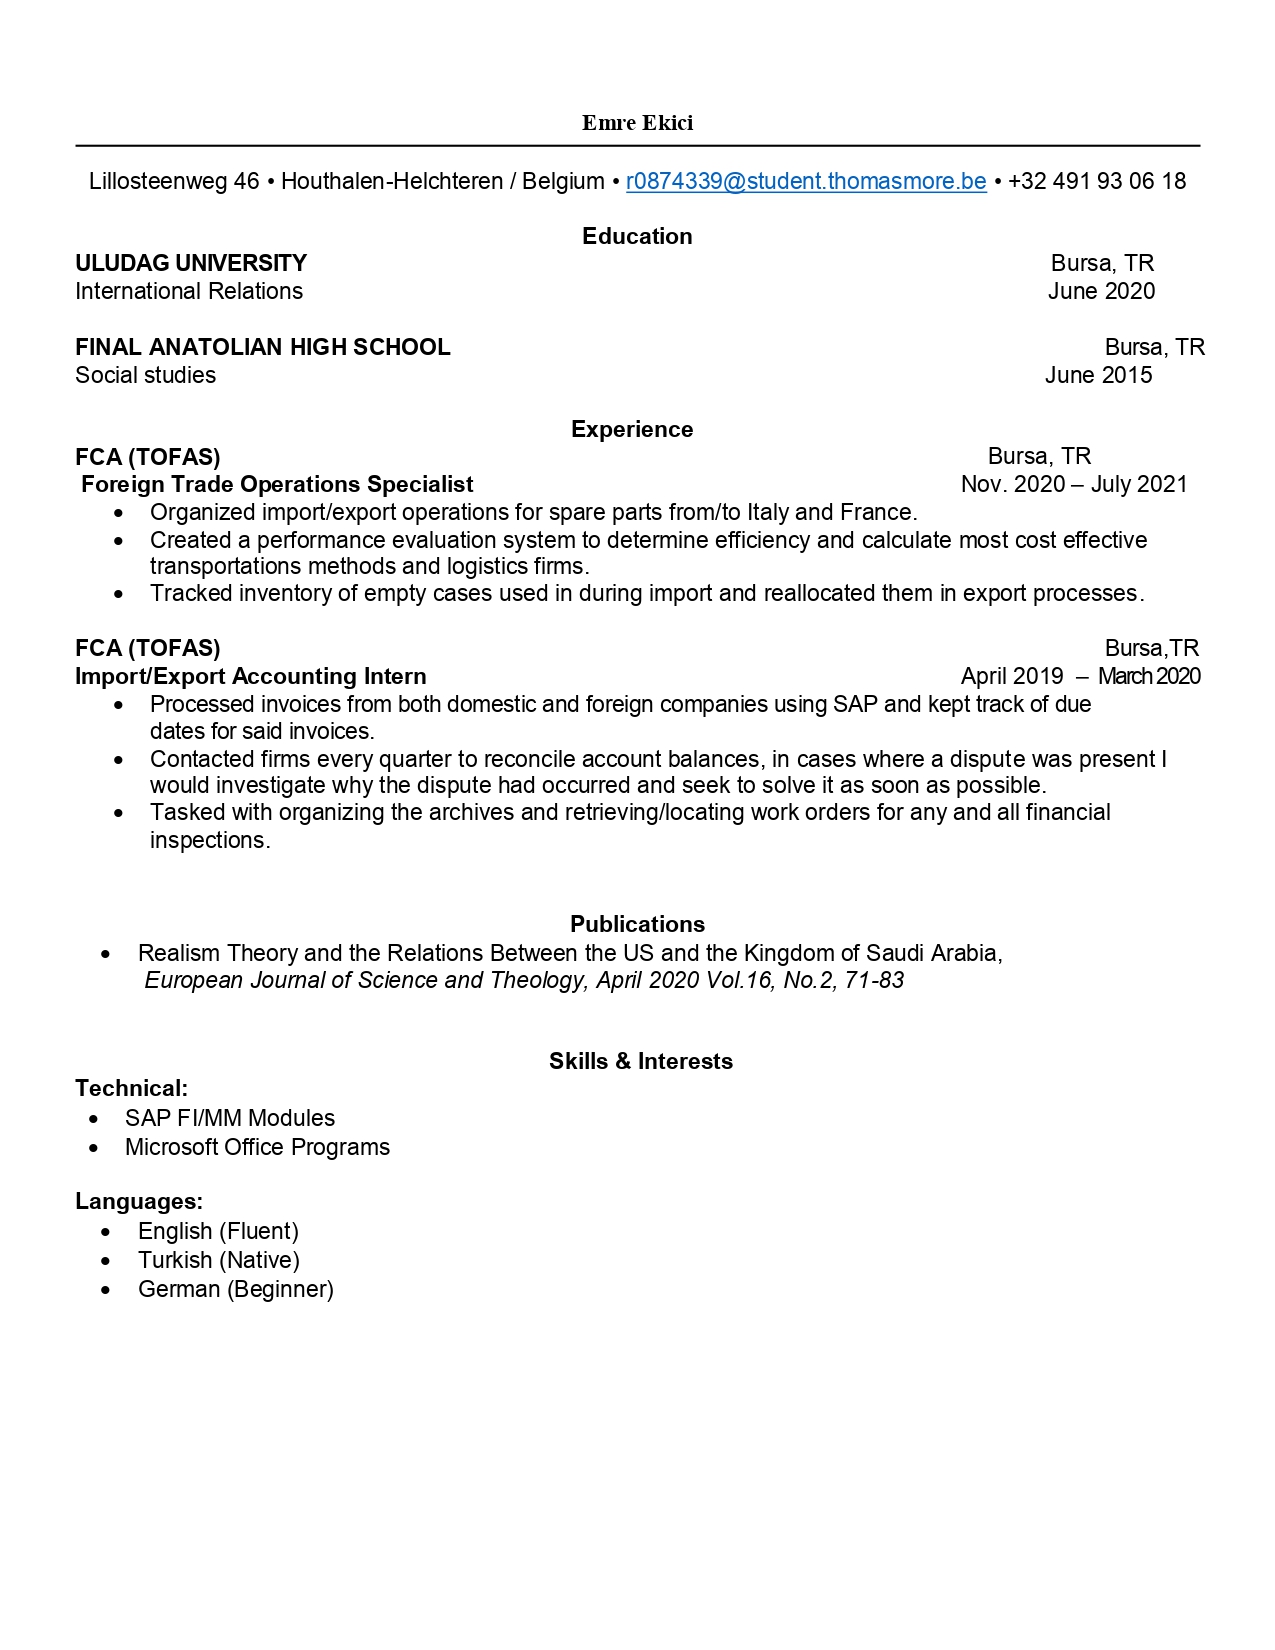 Emre Ekici
Lillosteenweg 46 • Houthalen-Helchteren / Belgium • r0874339@student.thomasmore.be • +32 491 93 06 18
Education
ULUDAG UNIVERSITY Bursa, TR
International Relations June 2020
FINAL ANATOLIAN HIGH SCHOOL Bursa, TR
Social studies June 2015
Experience
FCA (TOFAS) Bursa, TR
Foreign Trade Operations Specialist Nov. 2020 – July 2021
• Organized import/export operations for spare parts from/to Italy and France.
• Created a performance evaluation system to determine efficiency and calculate most cost effective
transportations methods and logistics firms.
• Tracked inventory of empty cases used in during import and reallocated them in export processes.
FCA (TOFAS) Bursa,TR
Import/Export Accounting Intern April 2019 – March 2020
• Processed invoices from both domestic and foreign companies using SAP and kept track of due
dates for said invoices.
• Contacted firms every quarter to reconcile account balances, in cases where a dispute was present I
would investigate why the dispute had occurred and seek to solve it as soon as possible.
• Tasked with organizing the archives and retrieving/locating work orders for any and all financial
inspections.
Publications
• Realism Theory and the Relations Between the US and the Kingdom of Saudi Arabia,
European Journal of Science and Theology, April 2020 Vol.16, No.2, 71-83
Skills & Interests
Technical:
• SAP FI/MM Modules
• Microsoft Office Programs
Languages:
• English (Fluent)
• Turkish (Native)
• German (Beginner)